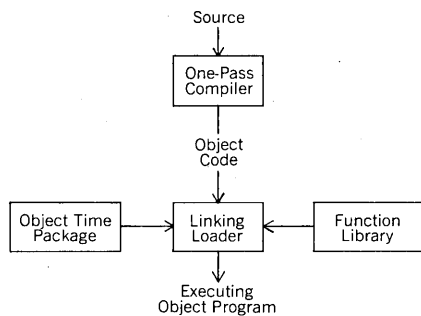 Source
One-Pass
Compiler
Object
Code
Object Time
Package
Linking
Loader
Function
Library
Executing
Object Program